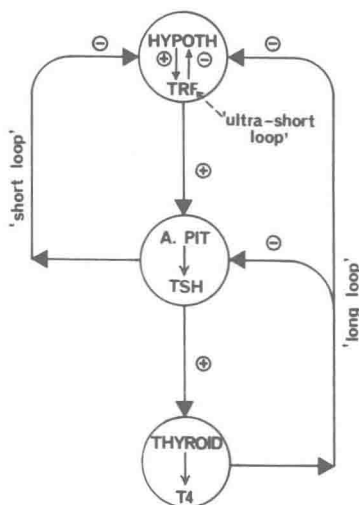 ⊖
HYPOTH
⊖
⊕ ⊖
TRF
'ultra-short
loop'
⊕
'short loop'
A. PIT
⊖
TSH
'long loop'
⊕
THYROID
T4